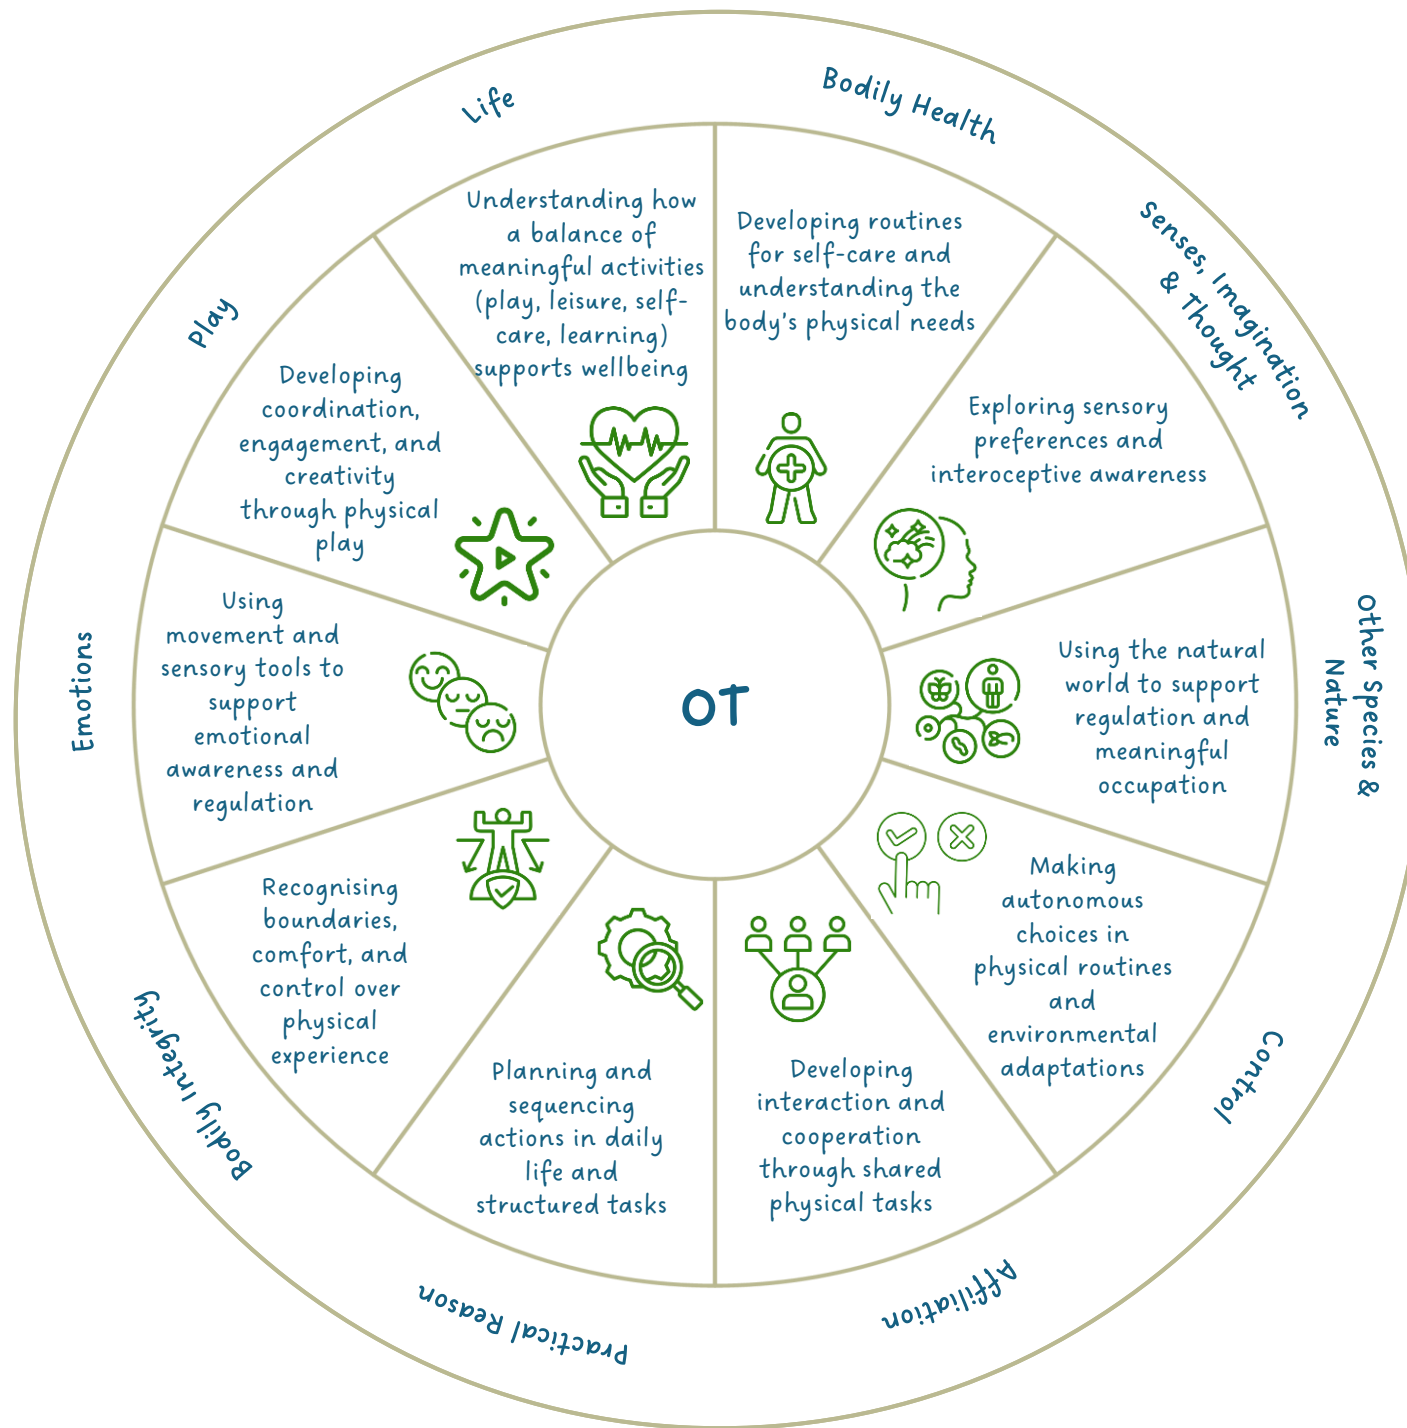 Life
Bodily Health
Senses, Imagination
& Thought
Other Species &
Nature
Control
Affiliation
Practical Reason
Bodily Integrity
Emotions
Play
Understanding how
a balance of
meaningful activities
(play, leisure, self-
care, learning)
supports wellbeing
Developing routines
for self-care and
understanding the
body's physical needs
Exploring sensory
preferences and
interoceptive awareness
Using the natural
world to support
regulation and
meaningful
occupation
Making
autonomous
choices in
physical routines
and
environmental
adaptations
Developing
interaction and
cooperation
through shared
physical tasks
Planning and
sequencing
actions in daily
life and
structured tasks
Recognising
boundaries,
comfort, and
control over
physical
experience
Using
movement and
sensory tools to
support
emotional
awareness and
regulation
Developing
coordination,
engagement, and
creativity
through physical
play
OT